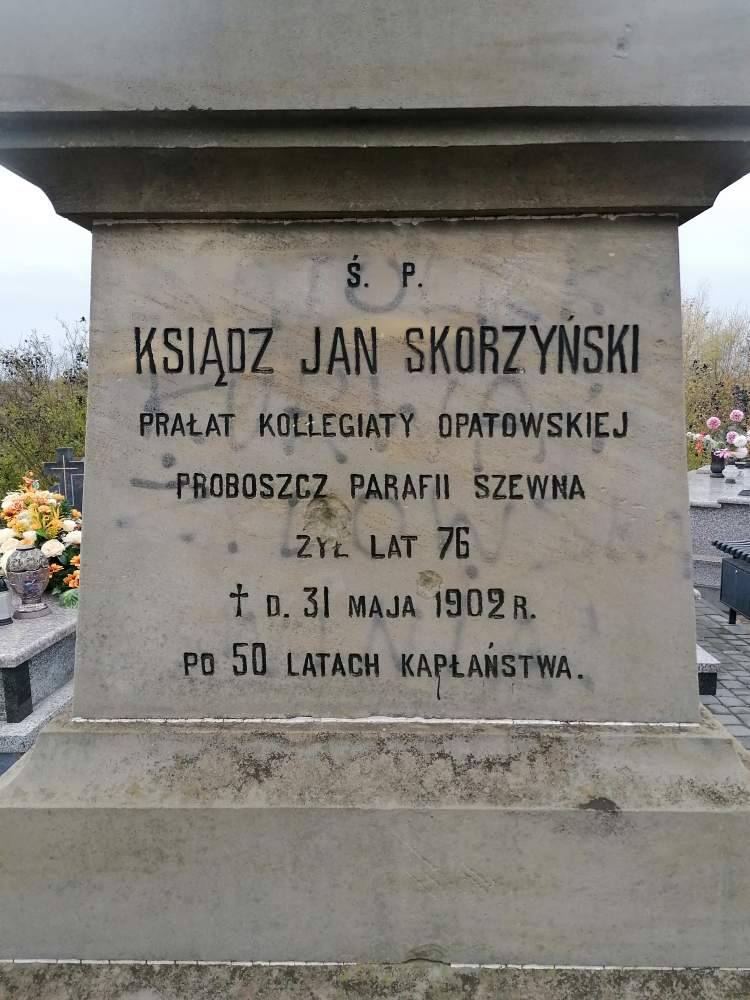 Ś. P.
KSIĄDZ JAN SKORZYŃSKI
PRAŁAT KOLLEGIATY OPATOWSKIEJ
PROBOSZCZ PARAFII SZEWNA
ŻYŁ LAT 76
† D. 31 MAJA 1902 R.
PO 50 LATACH KAPŁAŃSTWA.